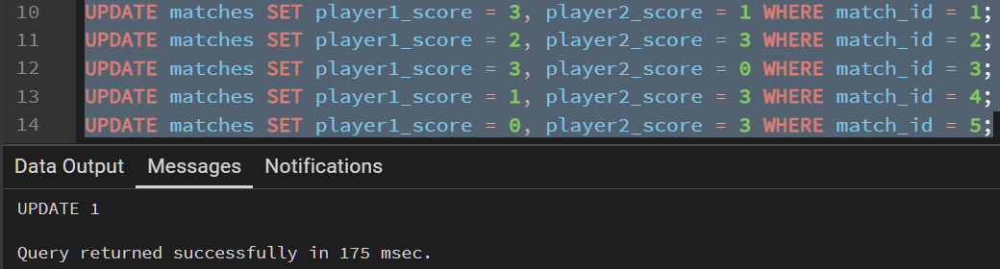 10 UPDATE matches SET player1_score = 3, player2_score = 1 WHERE match_id = 1;
11 UPDATE matches SET player1_score = 2, player2_score = 3 WHERE match_id = 2;
12 UPDATE matches SET player1_score = 3, player2_score = 0 WHERE match_id = 3;
13 UPDATE matches SET player1_score = 1, player2_score = 3 WHERE match_id = 4;
14 UPDATE matches SET player1_score = 0, player2_score = 3 WHERE match_id = 5;
Data Output Messages Notifications
UPDATE 1
Query returned successfully in 175 msec.